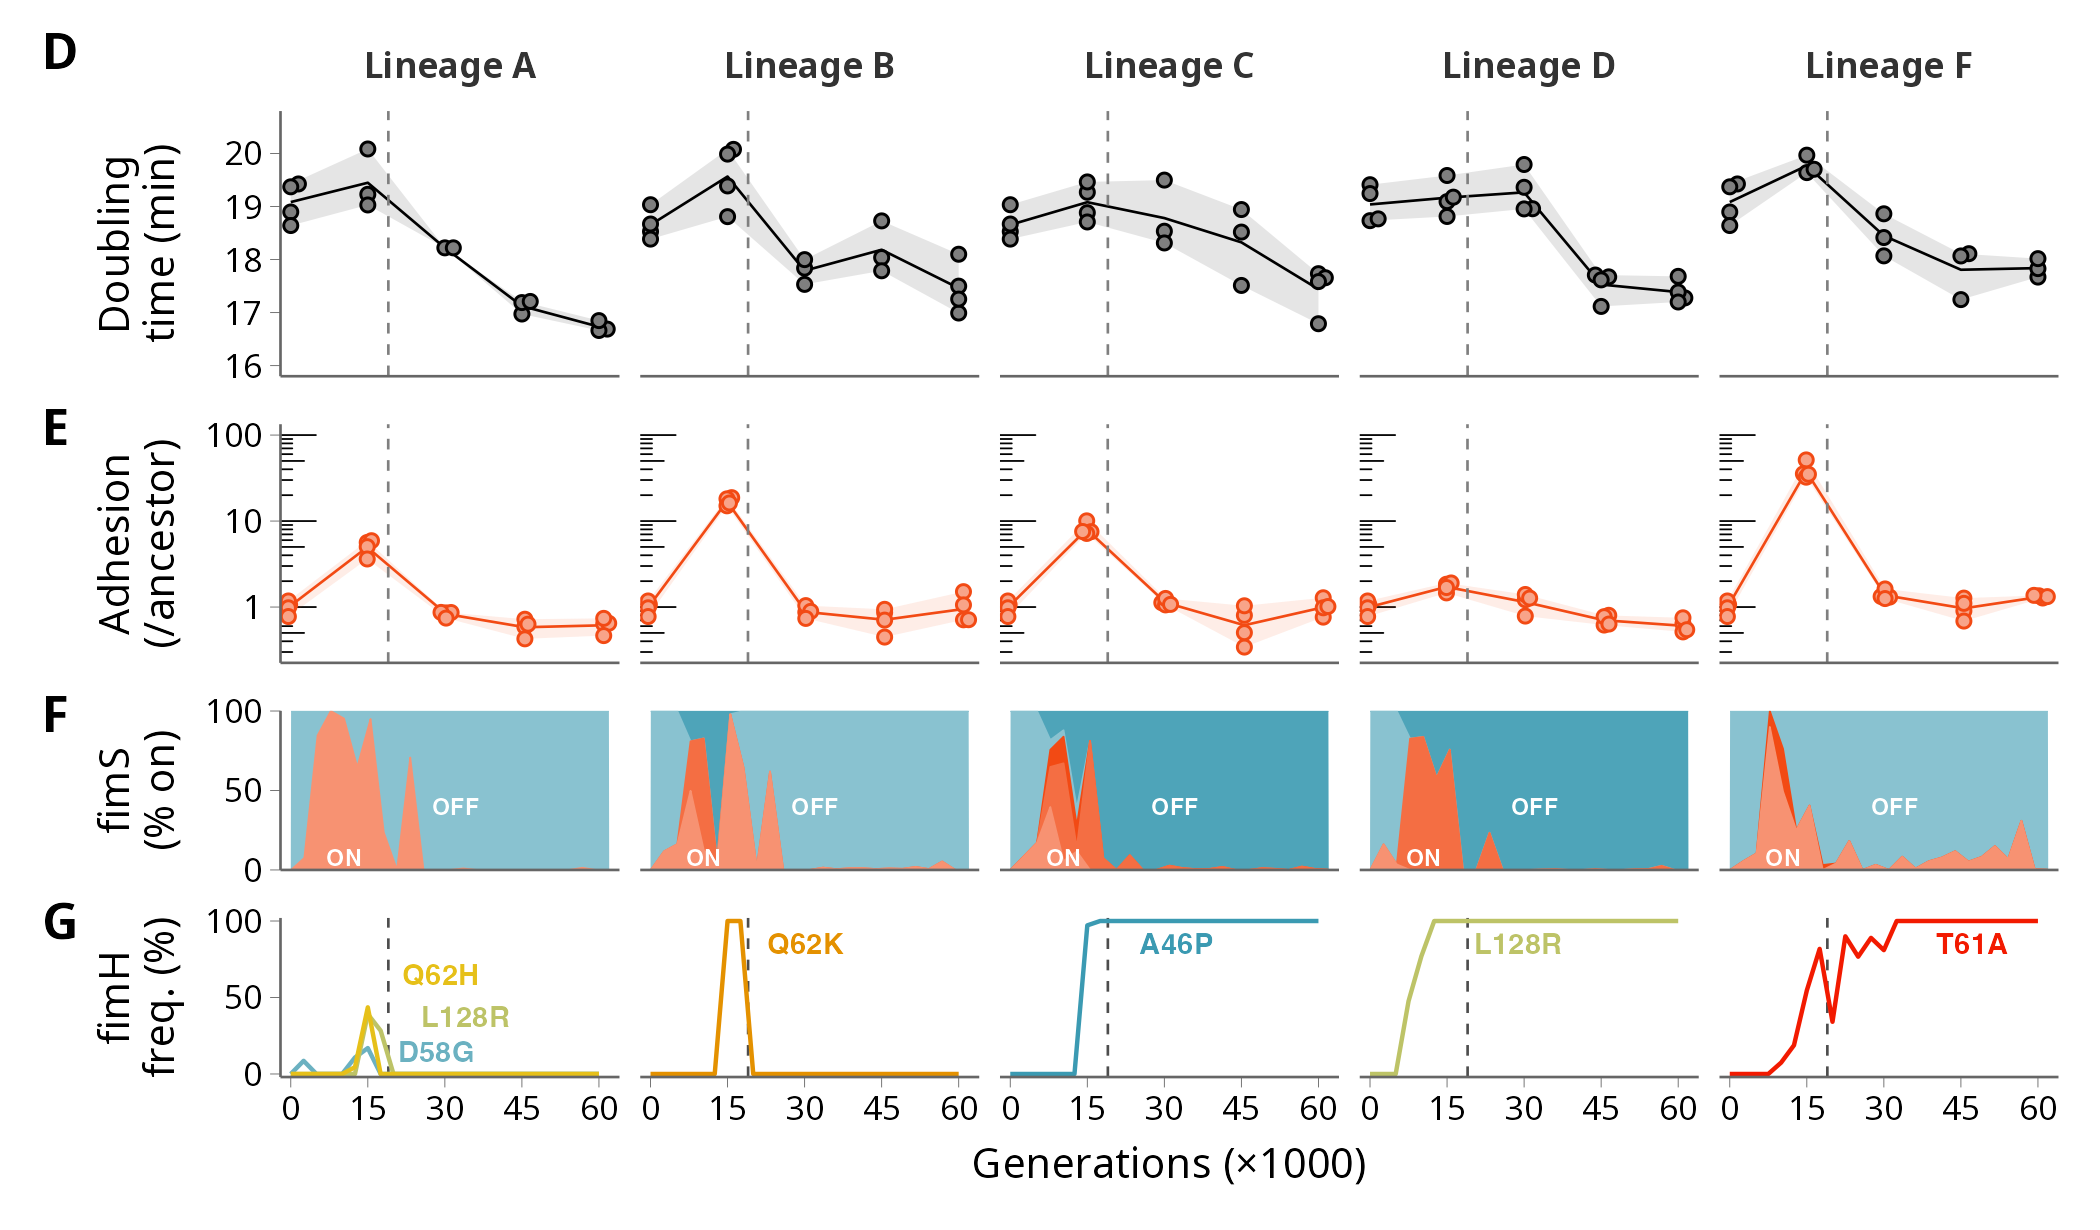 D
Lineage A
Lineage B
Lineage C
Lineage D
Lineage F
Doubling
time (min)
20
19
18
17
16
E
Adhesion
(/ancestor)
100
10
1
F
fimS
(% on)
100
50
0
OFF
ON
OFF
ON
OFF
ON
OFF
ON
OFF
ON
G
fimH
freq. (%)
100
50
0
Q62H
L128R
D58G
Q62K
A46P
L128R
T61A
0 15 30 45 60
0 15 30 45 60
0 15 30 45 60
0 15 30 45 60
0 15 30 45 60
Generations (×1000)